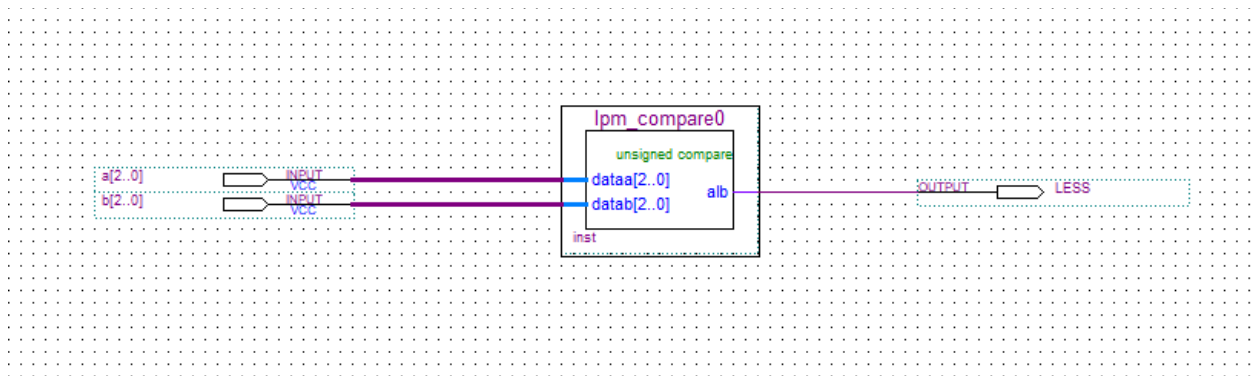 lpm_compare0
unsigned compare
a[2..0] INPUT VCC dataa[2..0]
b[2..0] INPUT VCC datab[2..0]
alb OUTPUT LESS
inst